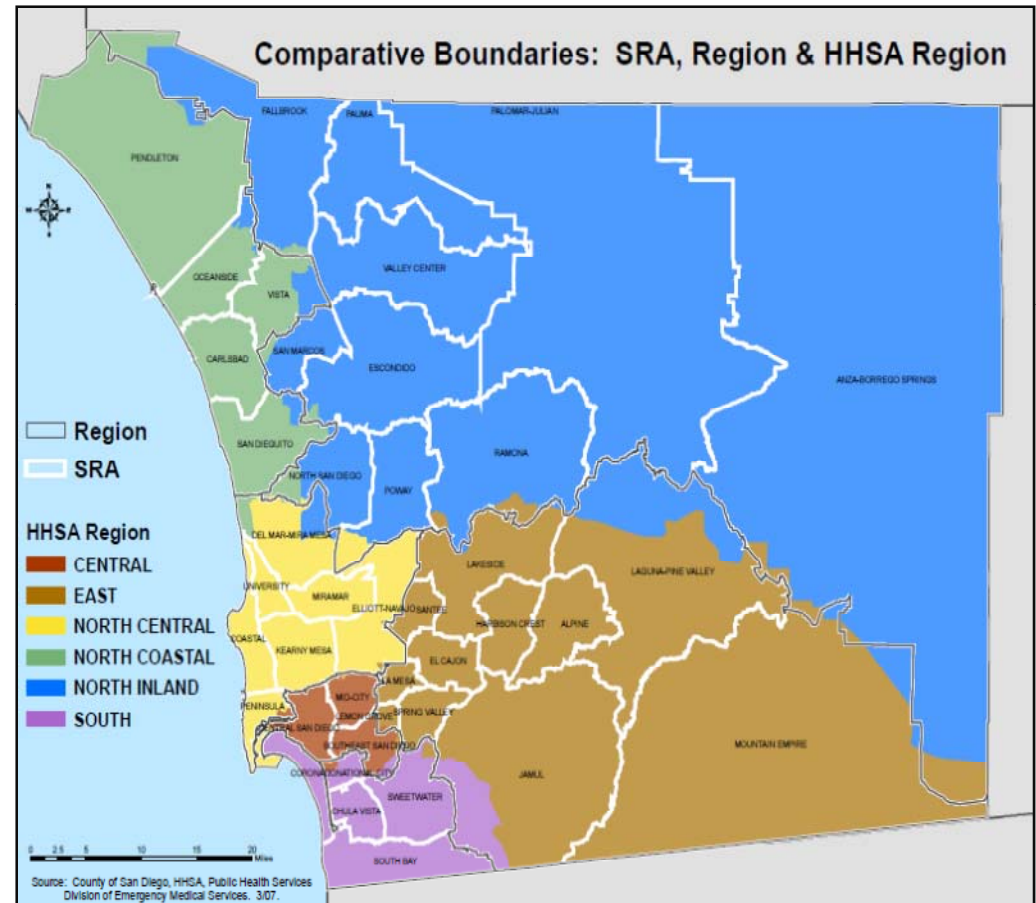 Comparative Boundaries: SRA, Region & HHSA Region
FALLBROOK
PAUMA
PALOMAR-JULIAN
PENDLETON
VALLEY CENTER
OCEANSIDE
VISTA
SAN MARCOS
CARLSBAD
ESCONDIDO
ANZA-BORREGO SPRINGS
SAN DIEQUITO
RAMONA
NORTH SAN DIEGO
POWAY
DEL MAR-MIRA MESA
LAKESIDE
LAGUNA-PINE VALLEY
UNIVERSITY
MIRAMAR
ELLIOTT-NAVAJO
SANTEE
HARBISON CREST
ALPINE
COASTAL
KEARNY MESA
EL CAJON
LA MESA
MID-CITY
PENINSULA
LEMON GROVE
SPRING VALLEY
CENTRAL SAN DIEGO
SOUTHEAST SAN DIEGO
MOUNTAIN EMPIRE
CORONADO
NATIONAL CITY
JAMUL
SWEETWATER
CHULA VISTA
SOUTH BAY
N
W
E
S
Region
SRA
HHSA Region
CENTRAL
EAST
NORTH CENTRAL
NORTH COASTAL
NORTH INLAND
SOUTH
0 2.5 5 10 15 20
Miles
Source: County of San Diego, HHSA, Public Health Services
Division of Emergency Medical Services. 3/07.